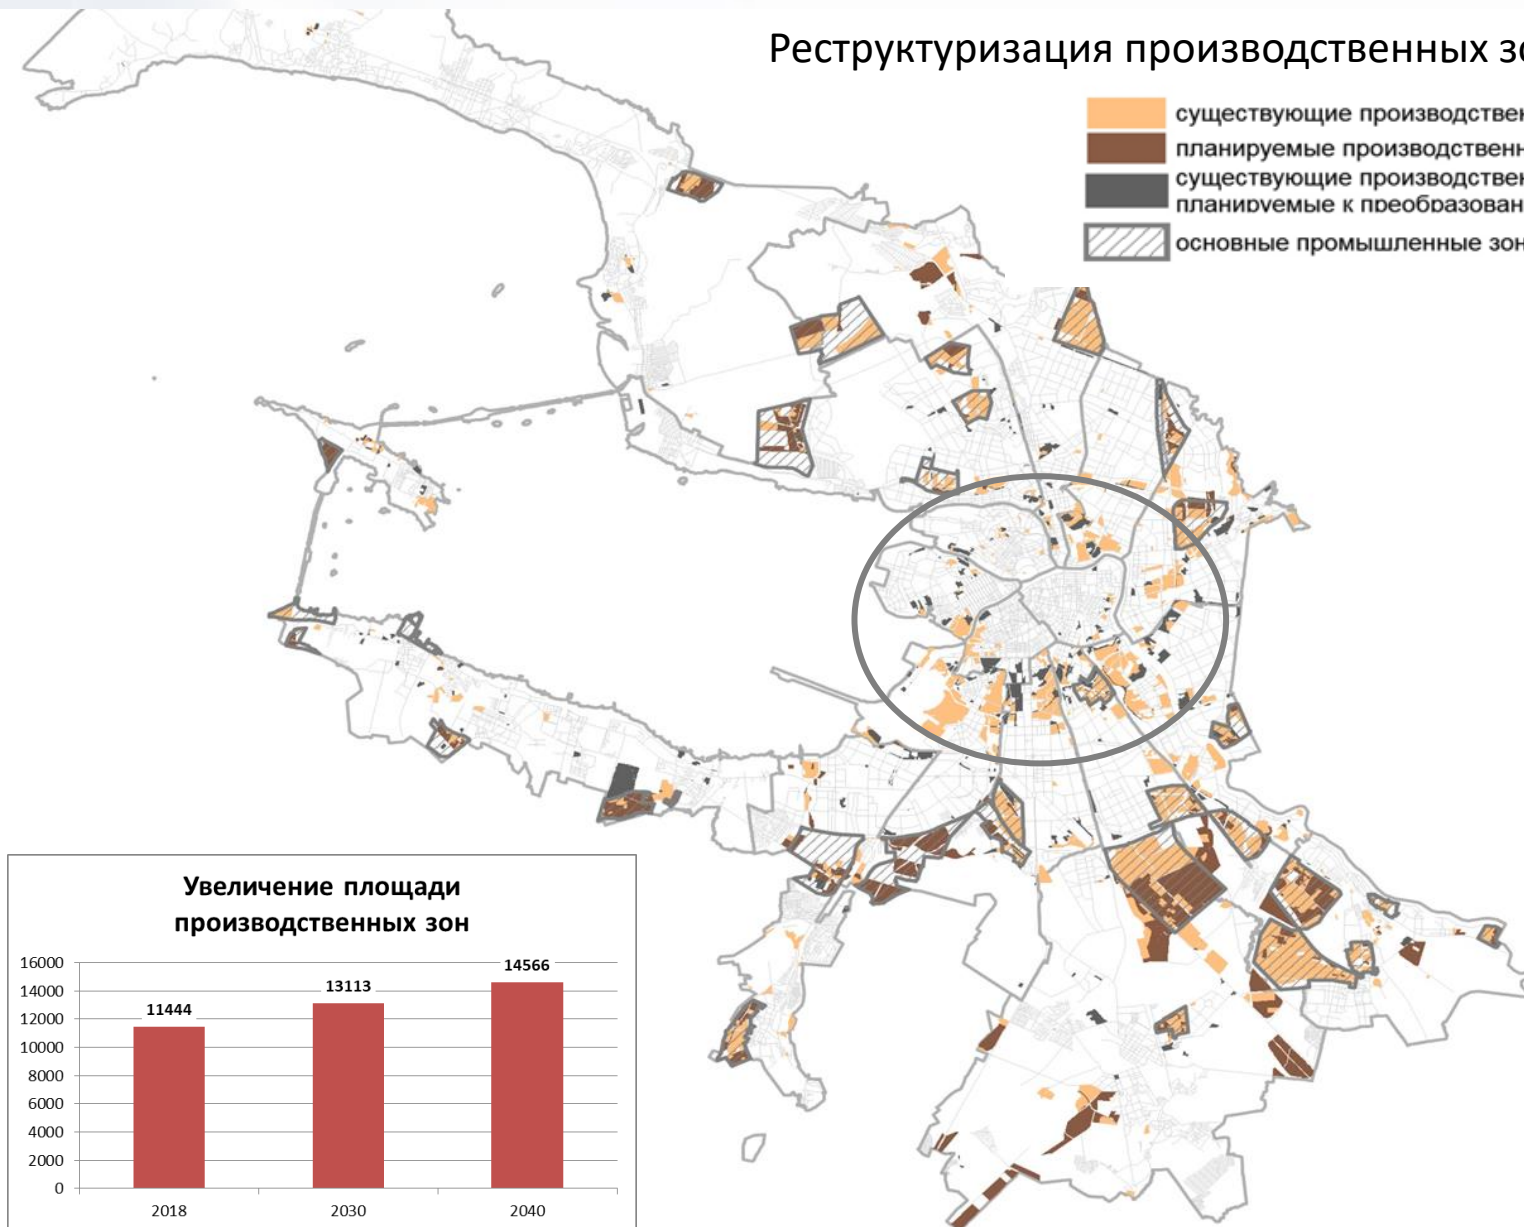 Реструктуризация производственных зо
существующие производствен
планируемые производственн
существующие производствен
планируемые к преобразован
основные промышленные зон
Увеличение площади
производственных зон
16000
14000
12000
10000
8000
6000
4000
2000
0
11444
13113
14566
2018
2030
2040